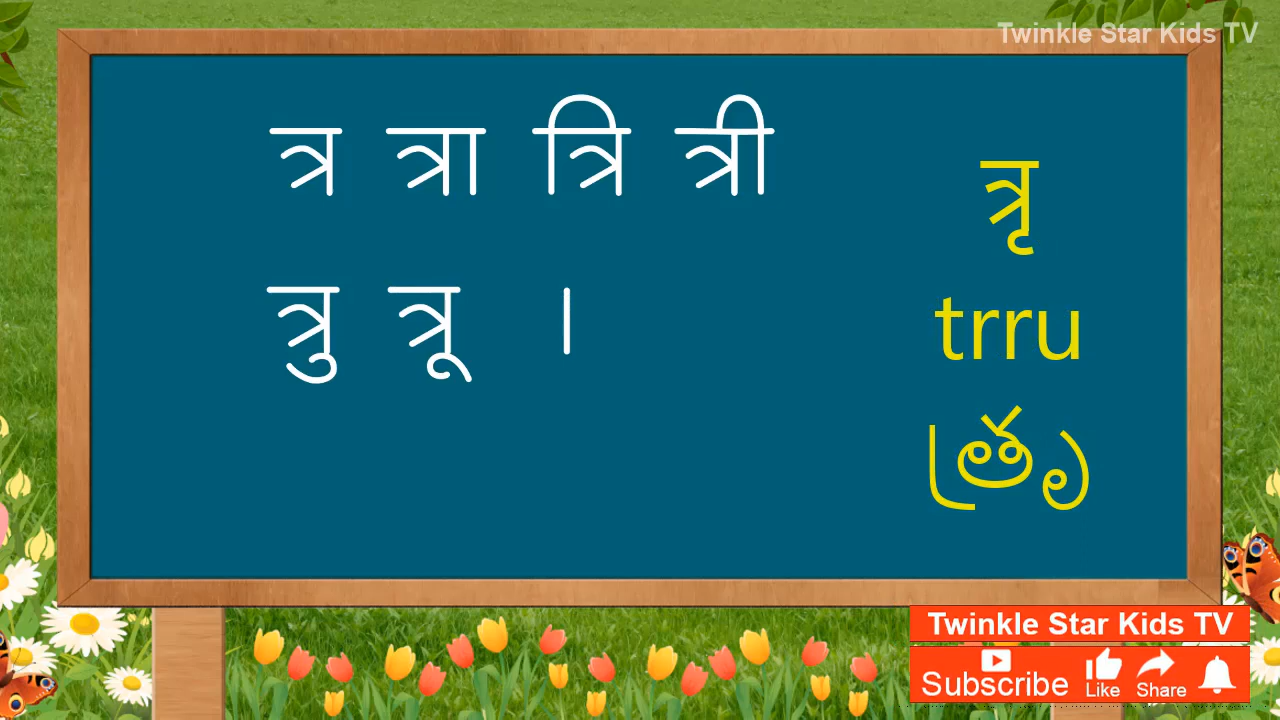 Twinkle Star Kids TV
त्र त्रा त्रि त्री
त्रु त्रू ।
त्रृ
trru
త్రృ
Twinkle Star Kids TV
Subscribe Like Share